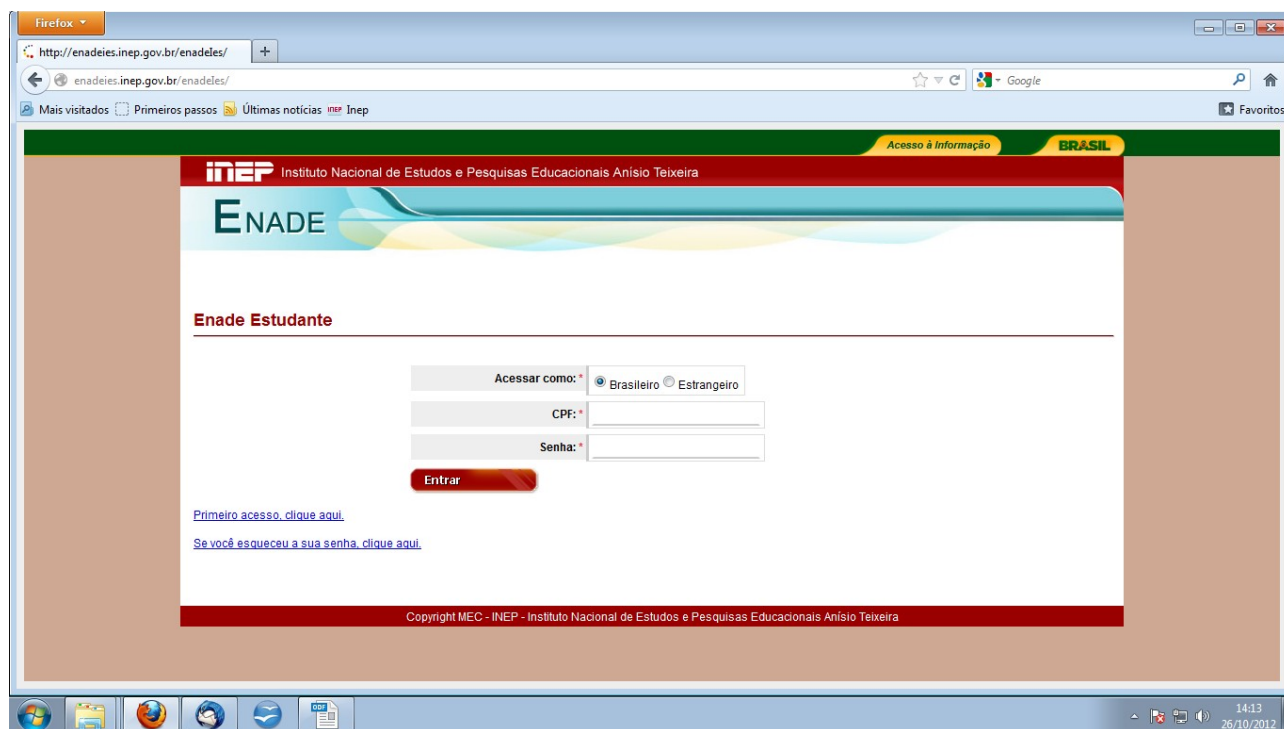 Firefox
http://enadeies.inep.gov.br/enadeIes/
enadeies.inep.gov.br/enadeIes/
Google
Mais visitados Primeiros passos Últimas notícias INEP Inep
Favoritos
Acesso à Informação BRASIL
inep Instituto Nacional de Estudos e Pesquisas Educacionais Anísio Teixeira
ENADE
Enade Estudante
Acessar como: * Brasileiro Estrangeiro
CPF: *
Senha: *
Entrar
Primeiro acesso, clique aqui.
Se você esqueceu a sua senha, clique aqui.
Copyright MEC - INEP - Instituto Nacional de Estudos e Pesquisas Educacionais Anísio Teixeira
ODF
14:13
26/10/2012